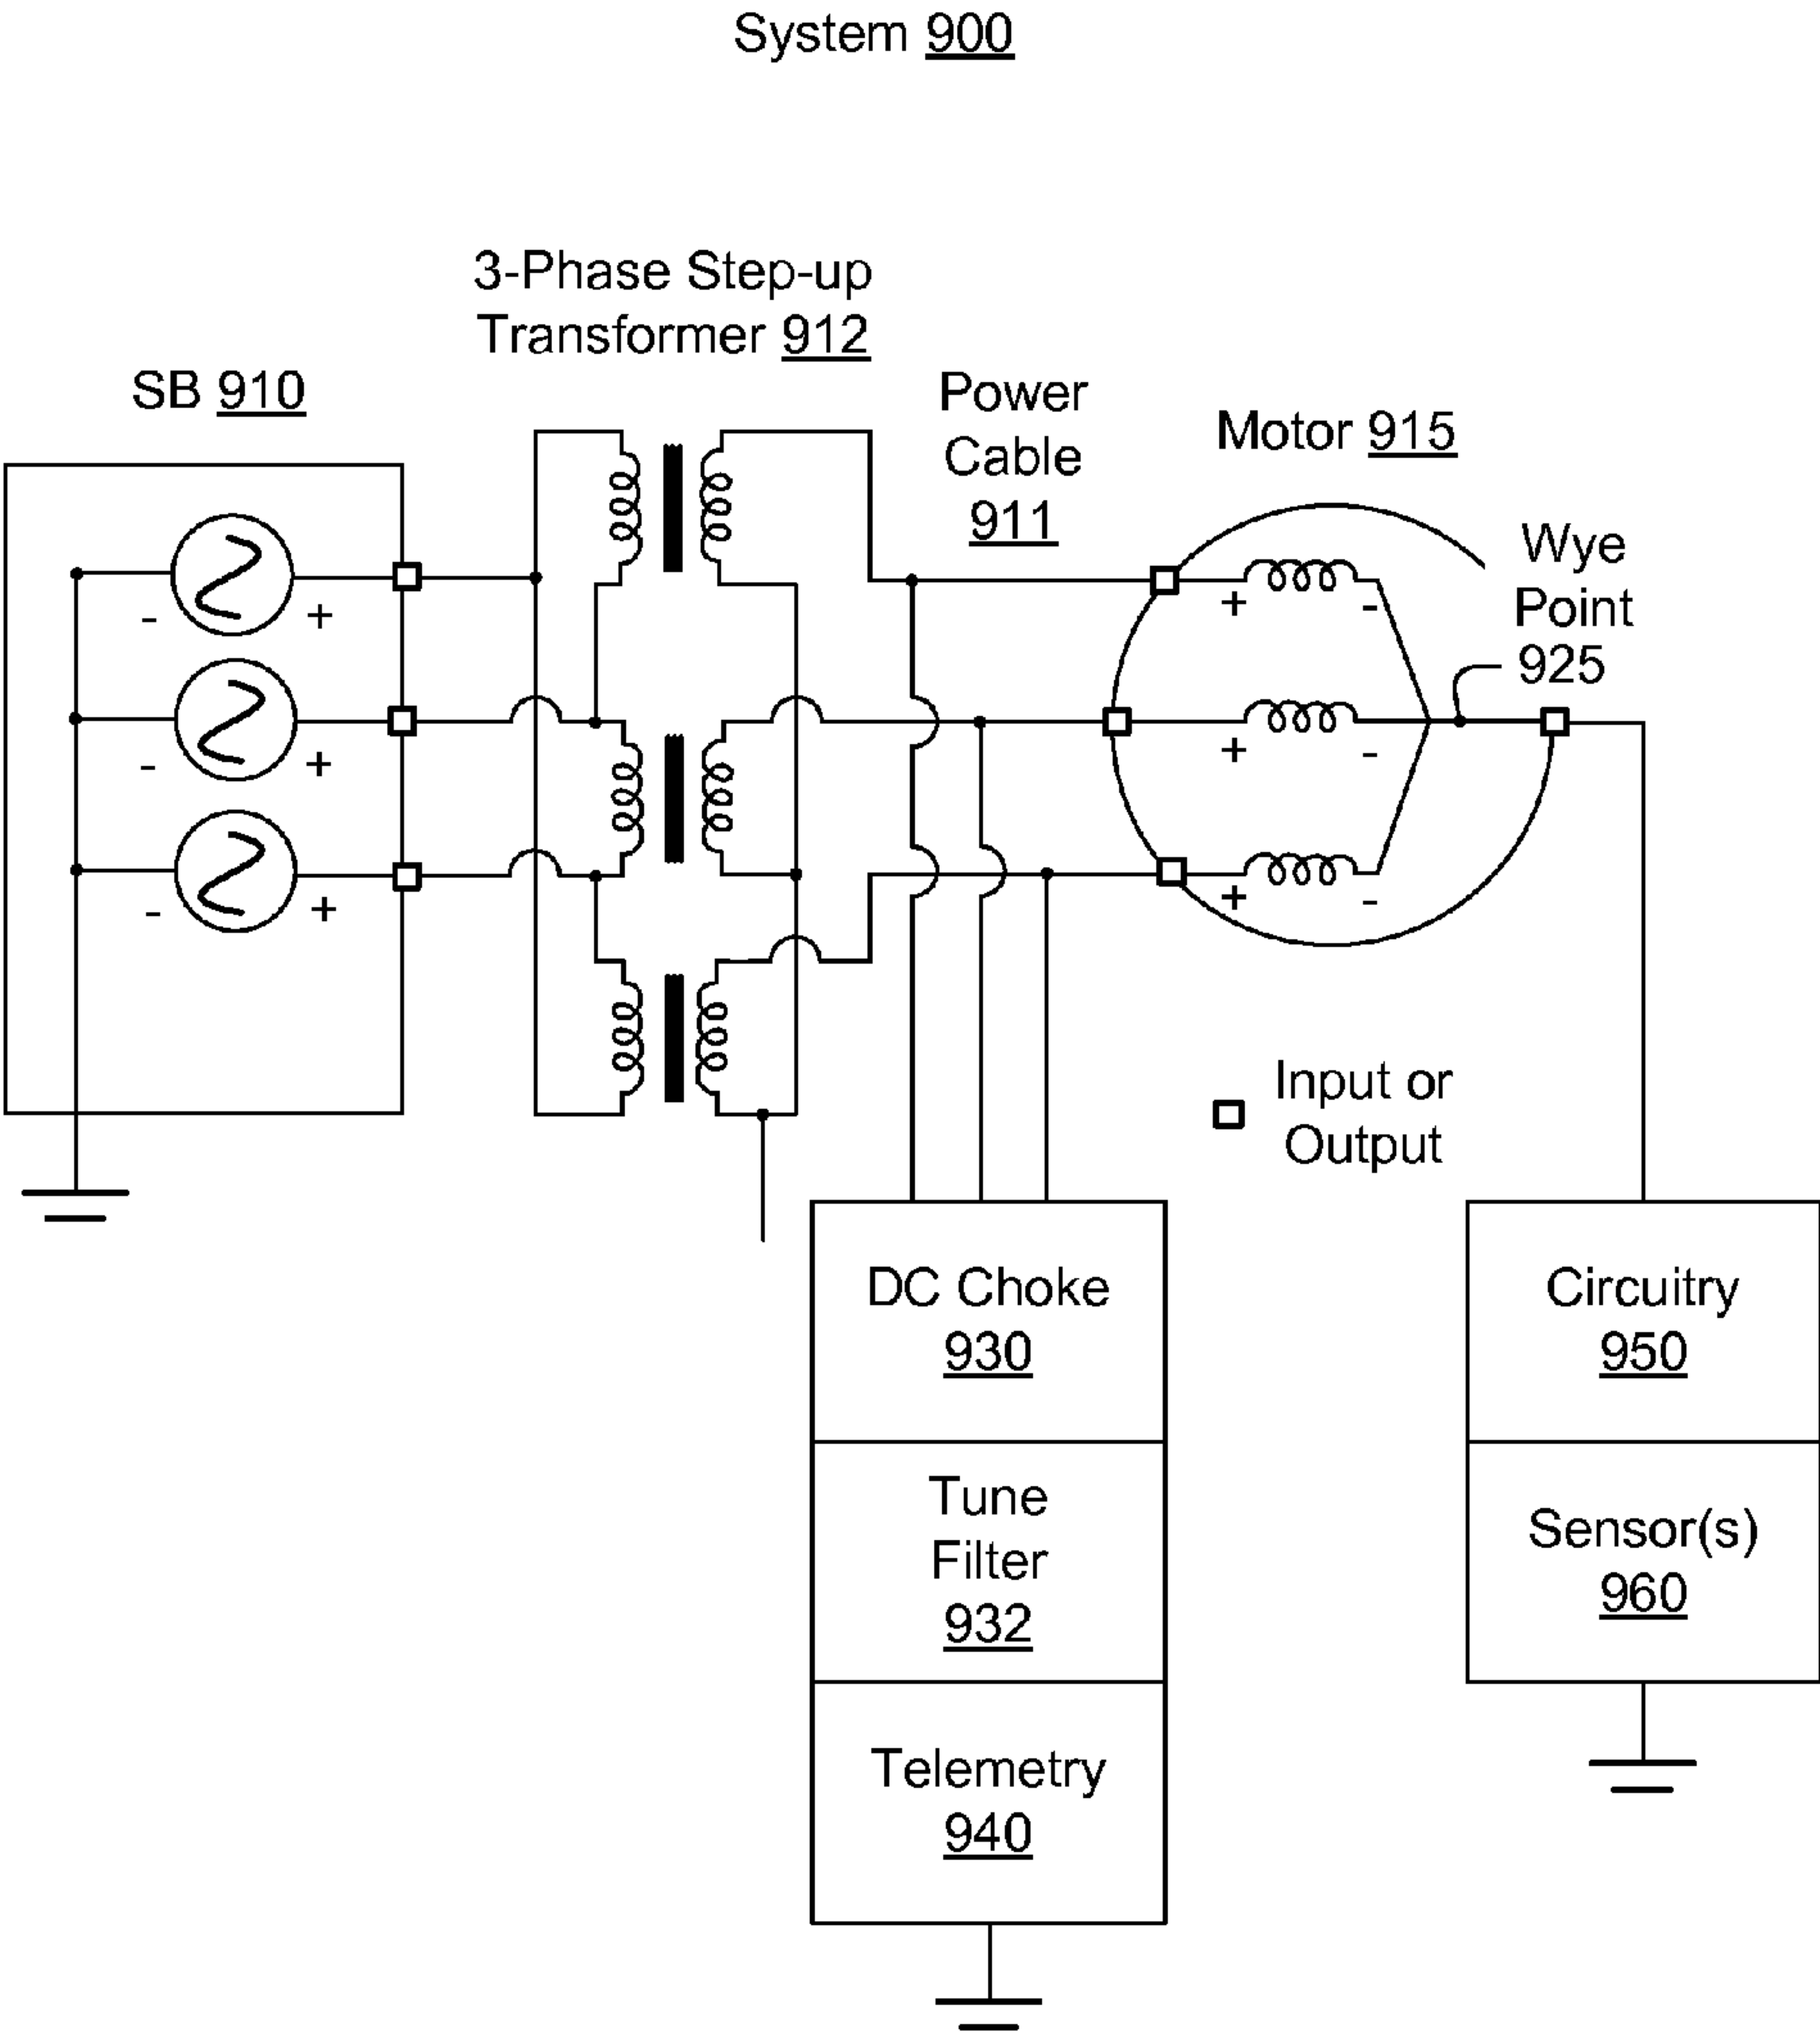 System 900
3-Phase Step-up
Transformer 912
SB 910
Power
Cable
911
Motor 915
Wye
Point
925
- +
- +
- +
+ -
+ -
+ -
Input or
Output
DC Choke
930
Tune
Filter
932
Telemetry
940
Circuitry
950
Sensor(s)
960